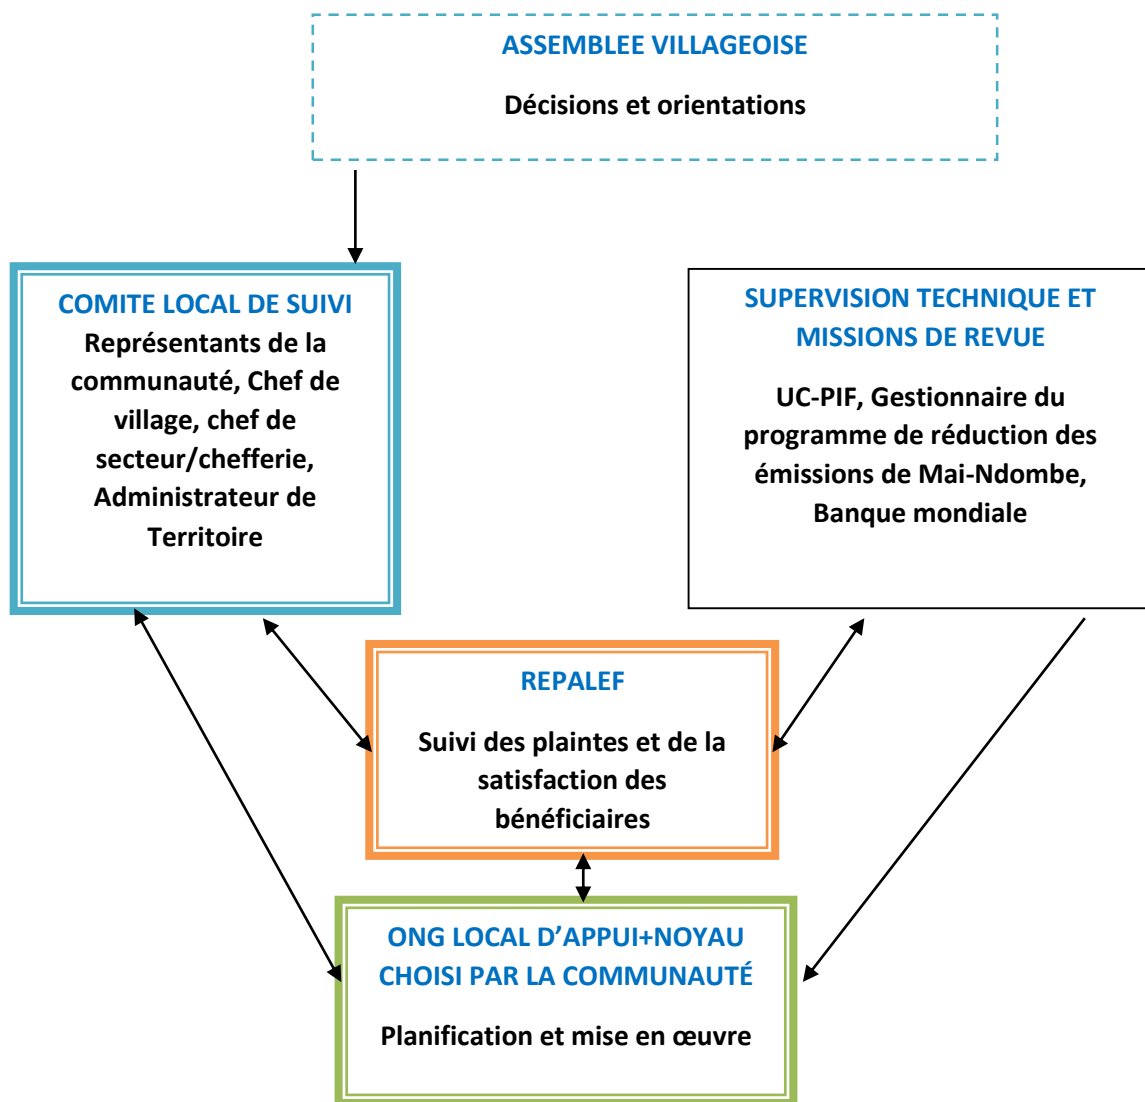 ASSEMBLEE VILLAGEOISE
Décisions et orientations
COMITE LOCAL DE SUIVI
Représentants de la
communauté, Chef de
village, chef de
secteur/chefferie,
Administrateur de
Territoire
SUPERVISION TECHNIQUE ET
MISSIONS DE REVUE
UC-PIF, Gestionnaire du
programme de réduction des
émissions de Mai-Ndombe,
Banque mondiale
REPALEF
Suivi des plaintes et de la
satisfaction des
bénéficiaires
ONG LOCAL D’APPUI+NOYAU
CHOISI PAR LA COMMUNAUTÉ
Planification et mise en œuvre